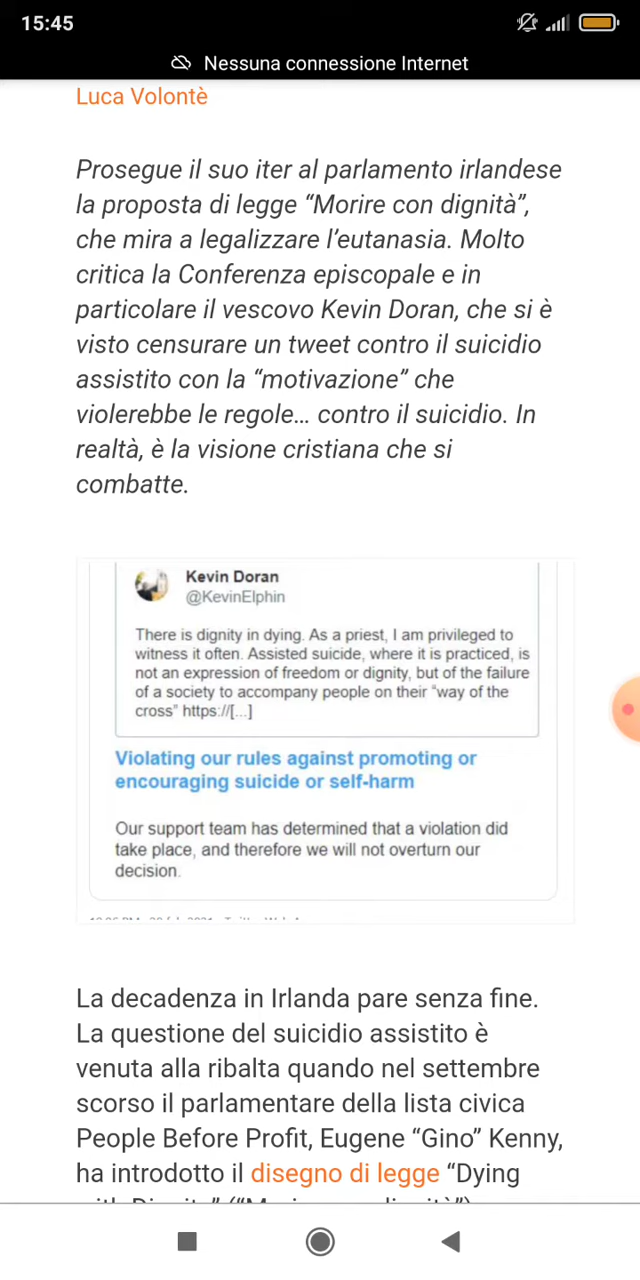 15:45
Nessuna connessione Internet
Luca Volontè
Prosegue il suo iter al parlamento irlandese
la proposta di legge “Morire con dignità”,
che mira a legalizzare l’eutanasia. Molto
critica la Conferenza episcopale e in
particolare il vescovo Kevin Doran, che si è
visto censurare un tweet contro il suicidio
assistito con la “motivazione” che
violerebbe le regole… contro il suicidio. In
realtà, è la visione cristiana che si
combatte.
Kevin Doran
@KevinElphin
There is dignity in dying. As a priest, I am privileged to
witness it often. Assisted suicide, where it is practiced, is
not an expression of freedom or dignity, but of the failure
of a society to accompany people on their "way of the
cross" https://[...]
Violating our rules against promoting or
encouraging suicide or self-harm
Our support team has determined that a violation did
take place, and therefore we will not overturn our
decision.
La decadenza in Irlanda pare senza fine.
La questione del suicidio assistito è
venuta alla ribalta quando nel settembre
scorso il parlamentare della lista civica
People Before Profit, Eugene “Gino” Kenny,
ha introdotto il disegno di legge “Dying